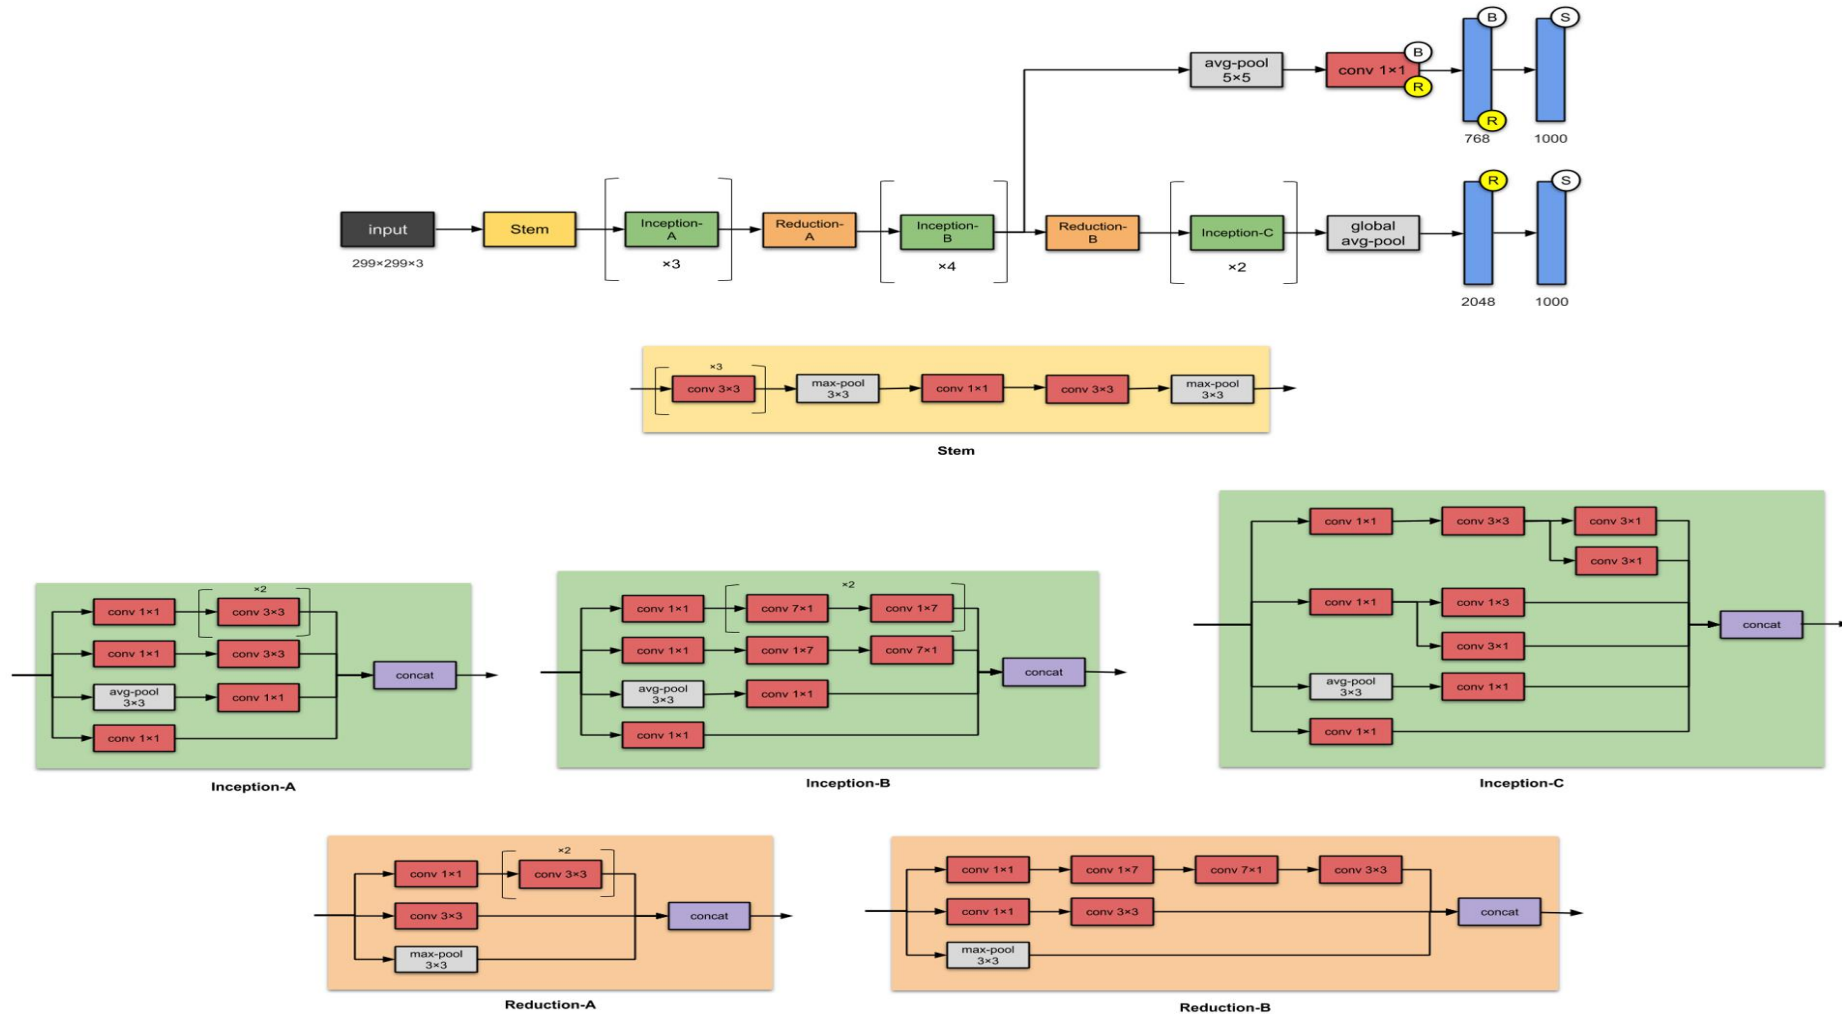 B
S
avg-pool
5×5
conv 1×1
B
R
R
768
1000
input
299×299×3
Stem
Inception-
A
×3
Reduction-
A
Inception-
B
×4
Reduction-
B
Inception-C
×2
global
avg-pool
R
S
2048
1000
×3
conv 3×3
max-pool
3×3
conv 1×1
conv 3×3
max-pool
3×3
Stem
×2
conv 1×1
conv 3×3
conv 1×1
conv 3×3
avg-pool
3×3
conv 1×1
conv 1×1
concat
Inception-A
×2
conv 1×1
conv 7×1
conv 1×7
conv 1×1
conv 1×7
conv 7×1
avg-pool
3×3
conv 1×1
conv 1×1
concat
Inception-B
conv 1×1
conv 3×3
conv 3×1
conv 3×1
conv 1×1
conv 1×3
conv 3×1
avg-pool
3×3
conv 1×1
conv 1×1
concat
Inception-C
×2
conv 1×1
conv 3×3
conv 3×3
max-pool
3×3
concat
Reduction-A
conv 1×1
conv 1×7
conv 7×1
conv 3×3
conv 1×1
conv 3×3
max-pool
3×3
concat
Reduction-B